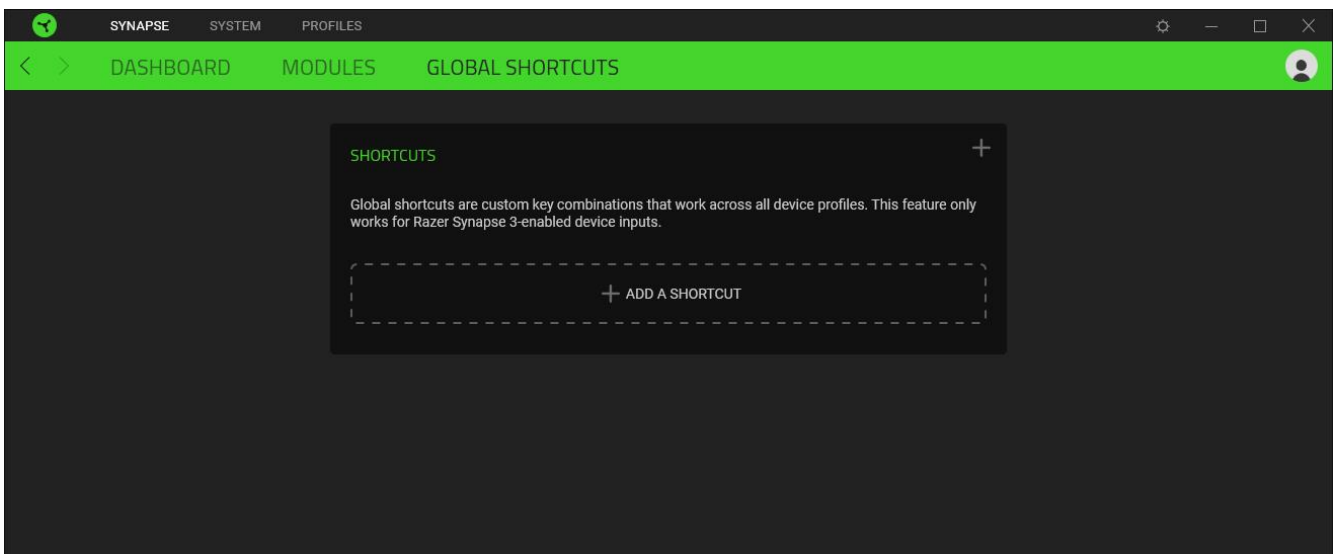 SYNAPSE SYSTEM PROFILES
DASHBOARD MODULES GLOBAL SHORTCUTS
SHORTCUTS
Global shortcuts are custom key combinations that work across all device profiles. This feature only
works for Razer Synapse 3-enabled device inputs.
ADD A SHORTCUT